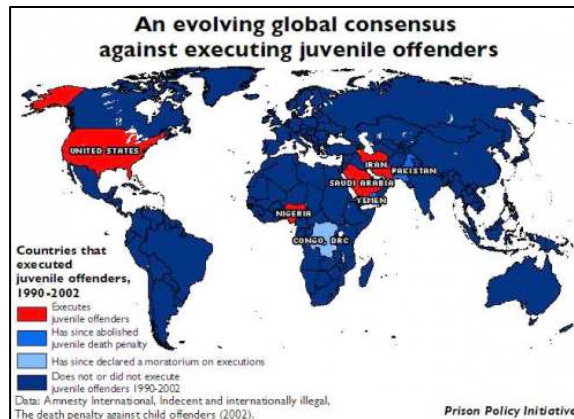 An evolving global consensus
against executing juvenile offenders
UNITED STATES
IRAN
PAKISTAN
SAUDI ARABIA
YEMEN
NIGERIA
CONGO, DRC
Countries that
executed
juvenile offenders,
1990-2002
Executes
juvenile offenders
Has since abolished
juvenile death penalty
Has since declared a moratorium on executions
Does not or did not execute
juvenile offenders 1990-2002
Data: Amnesty International, Indecent and internationally illegal,
The death penalty against child offenders (2002).
Prison Policy Initiative